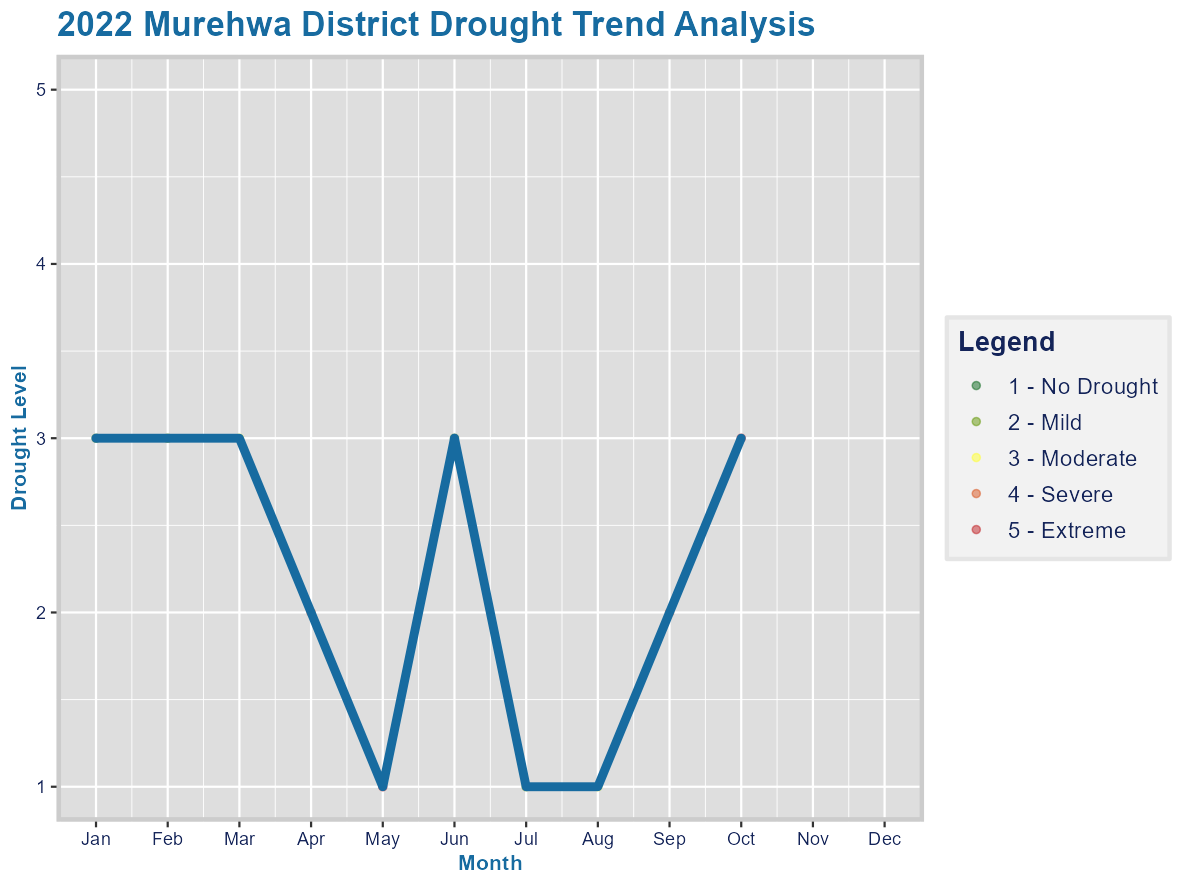 2022 Murehwa District Drought Trend Analysis
5
4
3
2
1
Drought Level
Jan Feb Mar Apr May Jun Jul Aug Sep Oct Nov Dec
Month
Legend
1 - No Drought
2 - Mild
3 - Moderate
4 - Severe
5 - Extreme